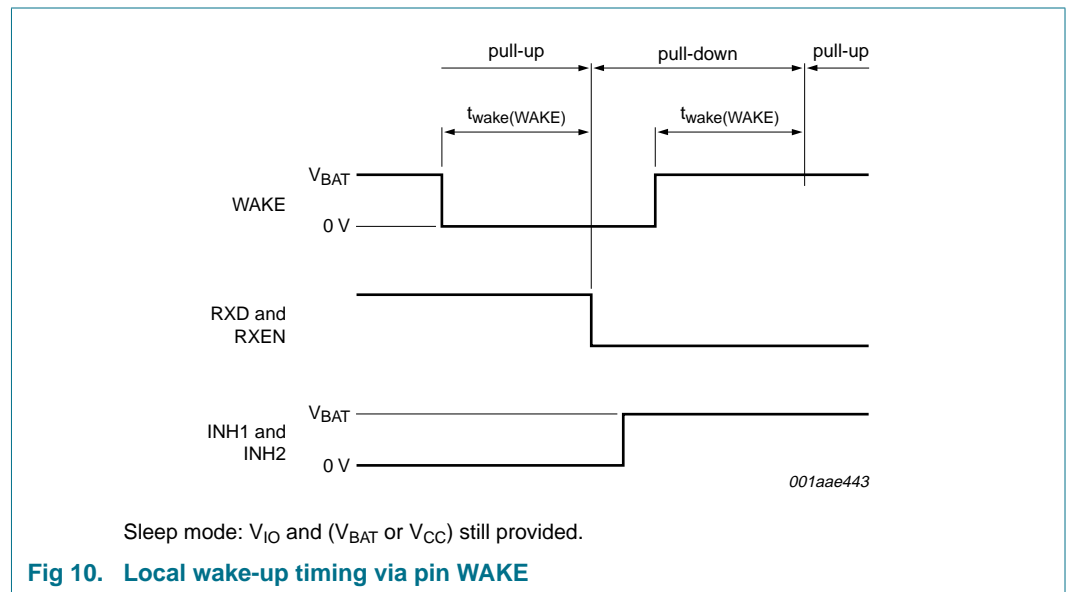 pull-up pull-down pull-up
twake(WAKE) twake(WAKE)
VBAT
WAKE
0 V
RXD and
RXEN
VBAT
INH1 and
INH2
0 V
001aae443
Sleep mode: VIO and (VBAT or VCC) still provided.
Fig 10. Local wake-up timing via pin WAKE